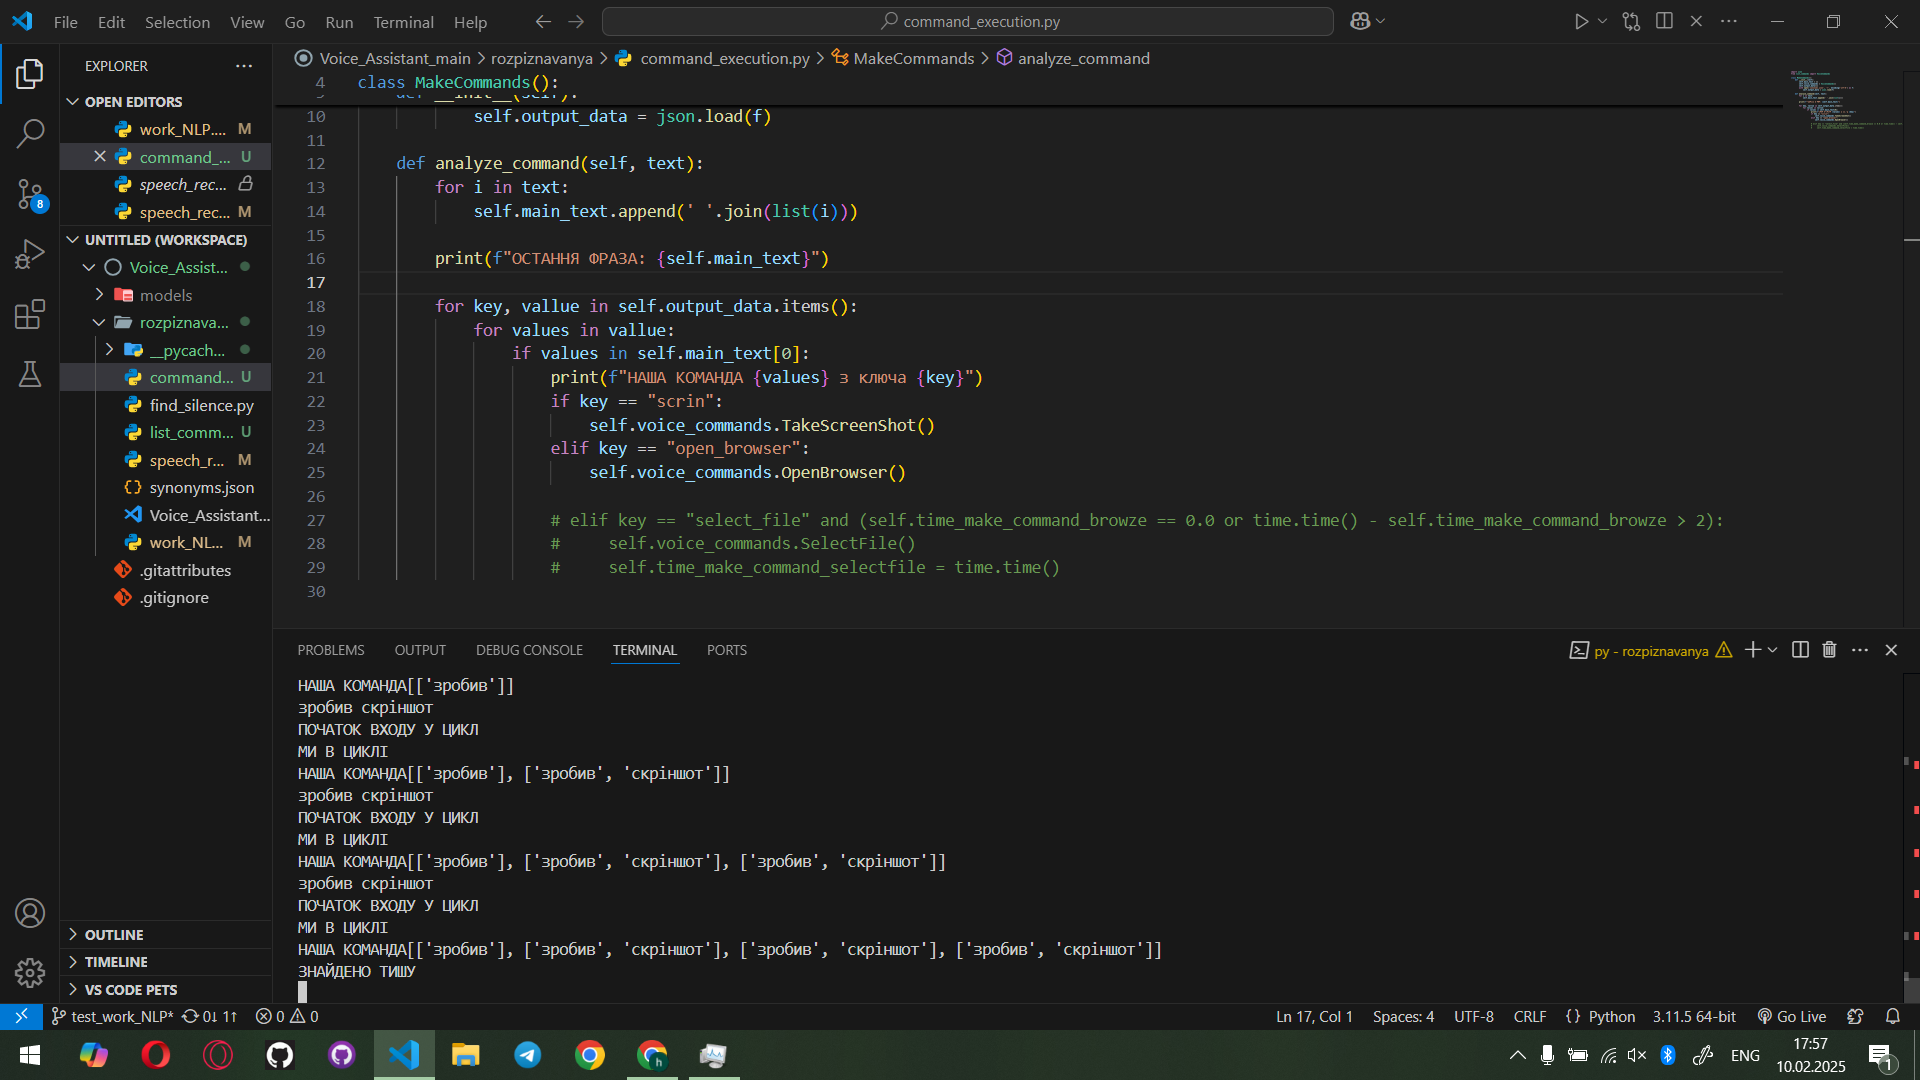 File Edit Selection View Go Run Terminal Help
command_execution.py
EXPLORER
OPEN EDITORS
work_NLP.... M
command_... U
speech_rec...
speech_rec... M
UNTITLED (WORKSPACE)
Voice_Assist...
models
rozpiznava...
__pycach...
command... U
find_silence.py
list_comm... U
speech_r... M
synonyms.json
Voice_Assistant...
work_NL... M
.gitattributes
.gitignore
OUTLINE
TIMELINE
VS CODE PETS
8
Voice_Assistant_main > rozpiznavanya > command_execution.py > MakeCommands > analyze_command
4 class MakeCommands():
9 def __init__(self):
10 self.output_data = json.load(f)
11
12 def analyze_command(self, text):
13 for i in text:
14 self.main_text.append(' '.join(list(i)))
15
16 print(f"ОСТАННЯ ФРАЗА: {self.main_text}")
17
18 for key, vallue in self.output_data.items():
19 for values in vallue:
20 if values in self.main_text[0]:
21 print(f"НАША КОМАНДА {values} з ключа {key}")
22 if key == "scrin":
23 self.voice_commands.TakeScreenShot()
24 elif key == "open_browser":
25 self.voice_commands.OpenBrowser()
26
27 # elif key == "select_file" and (self.time_make_command_browze == 0.0 or time.time() - self.time_make_command_browze > 2):
28 #     self.voice_commands.SelectFile()
29 #     self.time_make_command_selectfile = time.time()
30
PROBLEMS OUTPUT DEBUG CONSOLE TERMINAL PORTS
py - rozpiznavanya
НАША КОМАНДА[['зробив']]
зробив скріншот
ПОЧАТОК ВХОДУ У ЦИКЛ
МИ В ЦИКЛІ
НАША КОМАНДА[['зробив'], ['зробив', 'скріншот']]
зробив скріншот
ПОЧАТОК ВХОДУ У ЦИКЛ
МИ В ЦИКЛІ
НАША КОМАНДА[['зробив'], ['зробив', 'скріншот'], ['зробив', 'скріншот']]
зробив скріншот
ПОЧАТОК ВХОДУ У ЦИКЛ
МИ В ЦИКЛІ
НАША КОМАНДА[['зробив'], ['зробив', 'скріншот'], ['зробив', 'скріншот'], ['зробив', 'скріншот']]
ЗНАЙДЕНО ТИШУ
test_work_NLP* 0↓ 1↑ 0 0
Ln 17, Col 1 Spaces: 4 UTF-8 CRLF {} Python 3.11.5 64-bit Go Live
h
ENG
17:57
10.02.2025
1